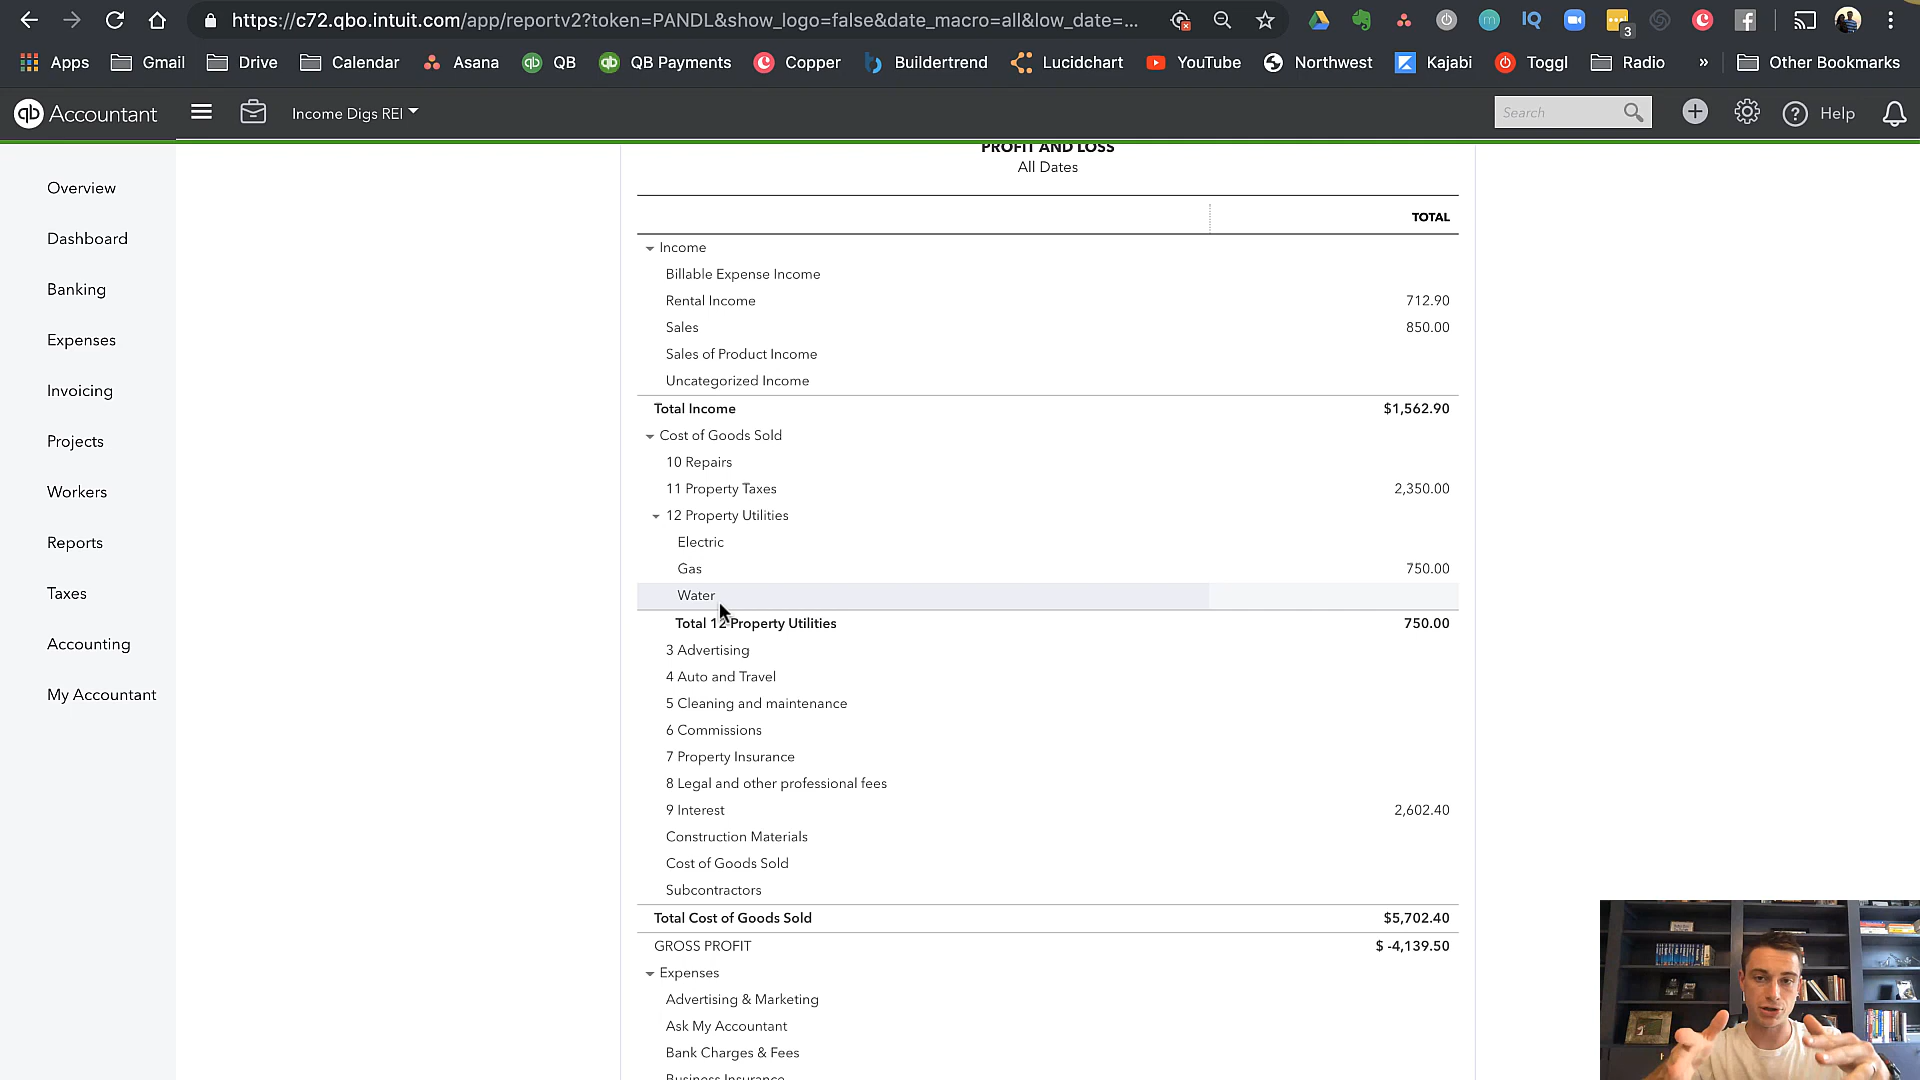 https://c72.qbo.intuit.com/app/reportv2?token=PANDL&show_logo=false&date_macro=all&low_date=...
3
Apps Gmail Drive Calendar Asana QB QB Payments Copper Buildertrend Lucidchart YouTube Northwest Kajabi Toggl Radio » Other Bookmarks
qb Accountant Income Digs REI Search Help
Overview
Dashboard
Banking
Expenses
Invoicing
Projects
Workers
Reports
Taxes
Accounting
My Accountant
PROFIT AND LOSS
All Dates
TOTAL
Income
Billable Expense Income
Rental Income 712.90
Sales 850.00
Sales of Product Income
Uncategorized Income
Total Income $1,562.90
Cost of Goods Sold
10 Repairs
11 Property Taxes 2,350.00
12 Property Utilities
Electric
Gas 750.00
Water
Total 12 Property Utilities 750.00
3 Advertising
4 Auto and Travel
5 Cleaning and maintenance
6 Commissions
7 Property Insurance
8 Legal and other professional fees
9 Interest 2,602.40
Construction Materials
Cost of Goods Sold
Subcontractors
Total Cost of Goods Sold $5,702.40
GROSS PROFIT $ -4,139.50
Expenses
Advertising & Marketing
Ask My Accountant
Bank Charges & Fees
Business Insurance